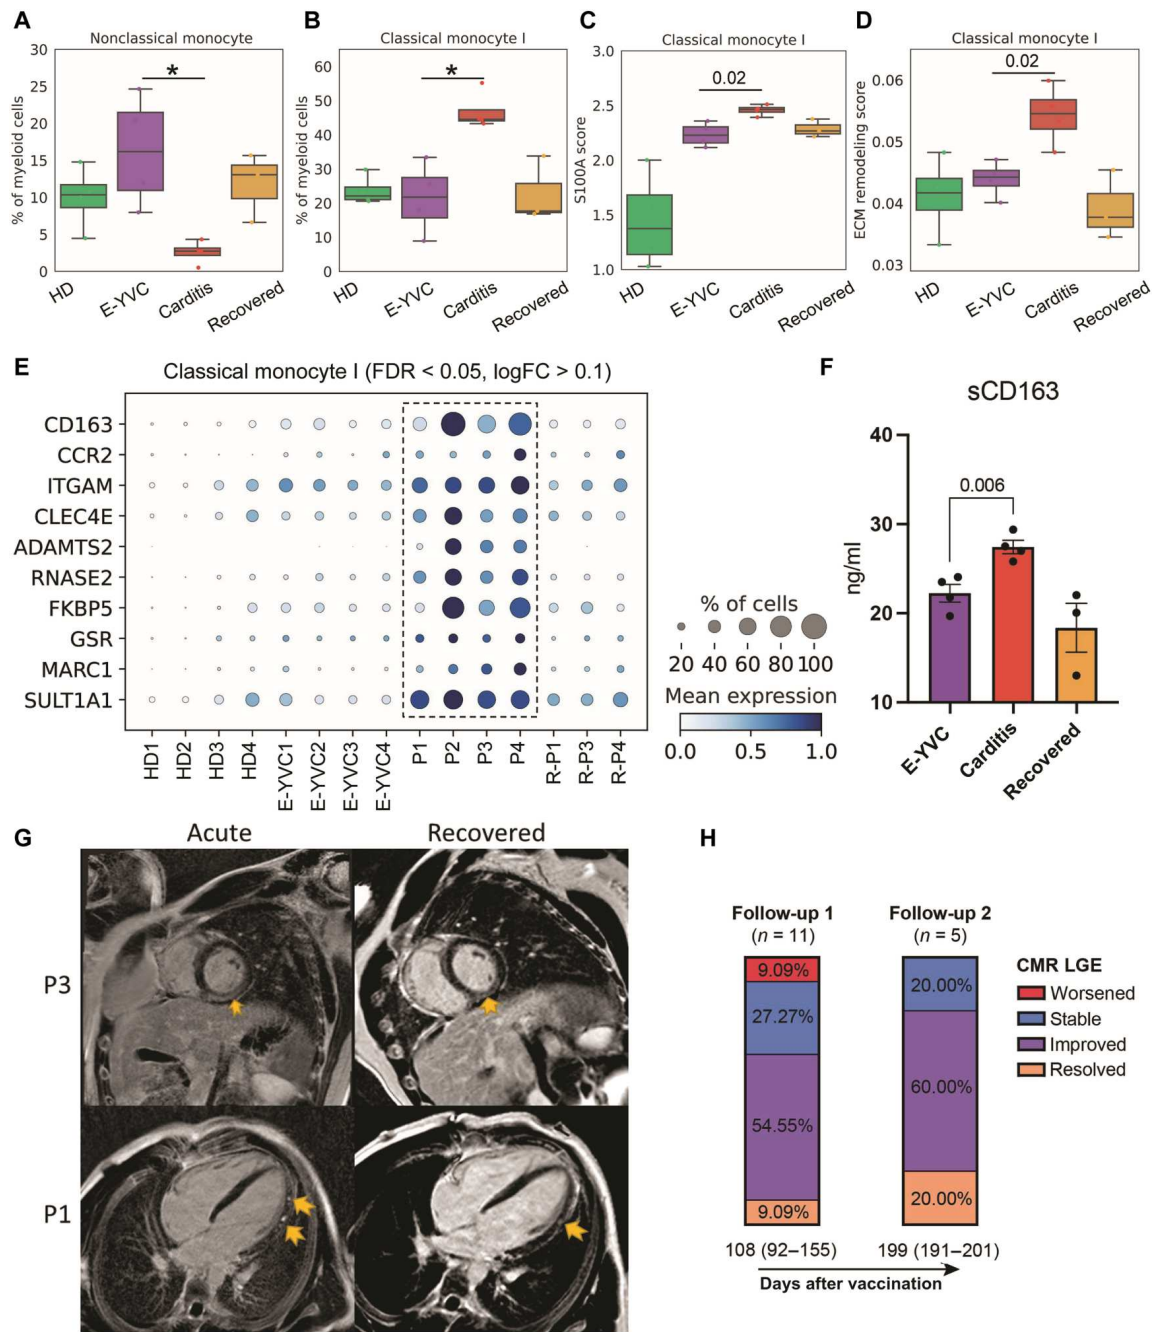 A
Nonclassical monocyte
% of myeloid cells
30
25
20
15
10
5
0
*
HD
E-YVC
Carditis
Recovered
B
Classical monocyte I
% of myeloid cells
60
50
40
30
20
10
0
*
HD
E-YVC
Carditis
Recovered
C
Classical monocyte I
S100A score
3.0
2.5
2.0
1.5
1.0
0.02
HD
E-YVC
Carditis
Recovered
D
Classical monocyte I
ECM remodeling score
0.06
0.05
0.04
0.03
0.02
HD
E-YVC
Carditis
Recovered
E
Classical monocyte I (FDR < 0.05, logFC > 0.1)
CD163
CCR2
ITGAM
CLEC4E
ADAMTS2
RNASE2
FKBP5
GSR
MARC1
SULT1A1
HD1
HD2
HD3
HD4
E-YVC1
E-YVC2
E-YVC3
E-YVC4
P1
P2
P3
P4
R-P1
R-P3
R-P4
% of cells
20 40 60 80 100
Mean expression
0.0 0.5 1.0
F
sCD163
ng/ml
40
30
20
10
0.006
E-YVC
Carditis
Recovered
G
Acute
Recovered
P3
P1
H
Follow-up 1
(n = 11)
9.09%
27.27%
54.55%
9.09%
108 (92–155)
Follow-up 2
(n = 5)
20.00%
60.00%
20.00%
199 (191–201)
Days after vaccination
CMR LGE
Worsened
Stable
Improved
Resolved